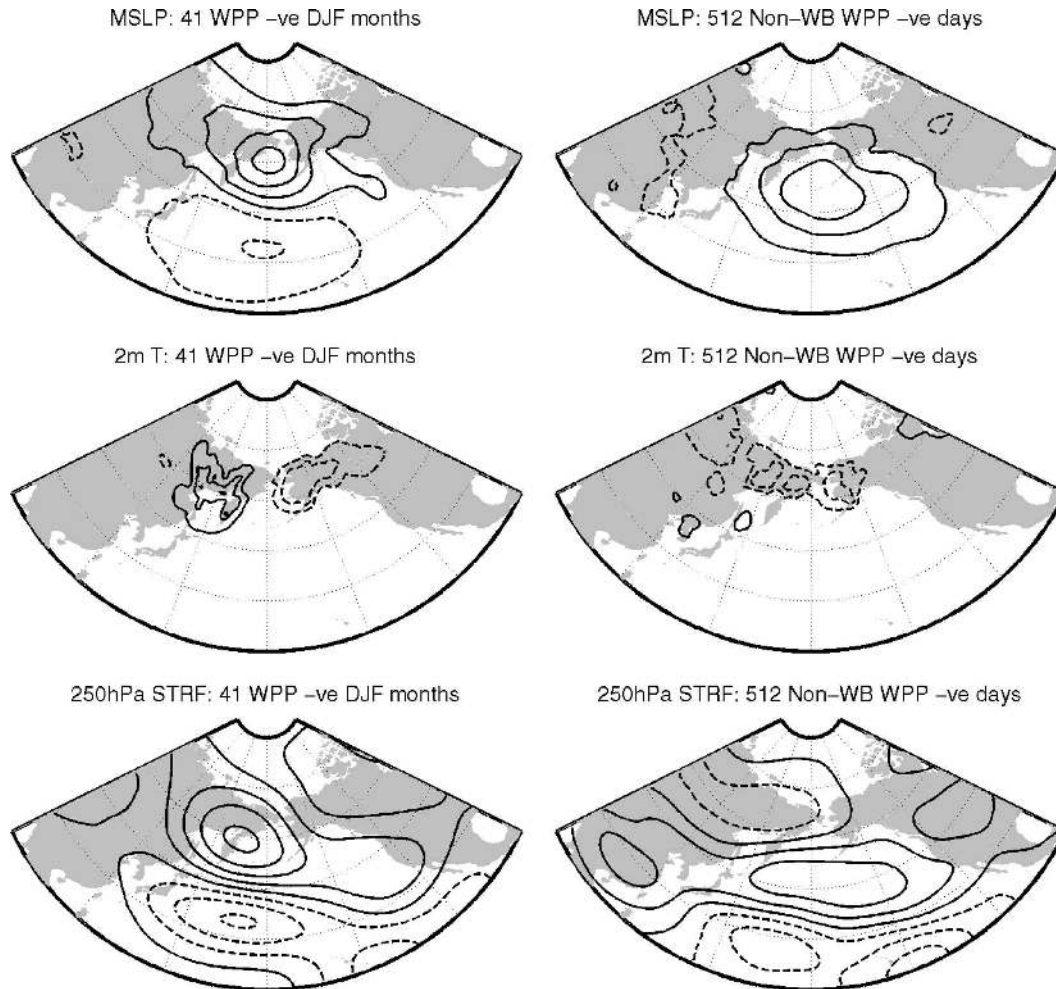 MSLP: 41 WPP −ve DJF months
MSLP: 512 Non−WB WPP −ve days
2m T: 41 WPP −ve DJF months
2m T: 512 Non−WB WPP −ve days
250hPa STRF: 41 WPP −ve DJF months
250hPa STRF: 512 Non−WB WPP −ve days